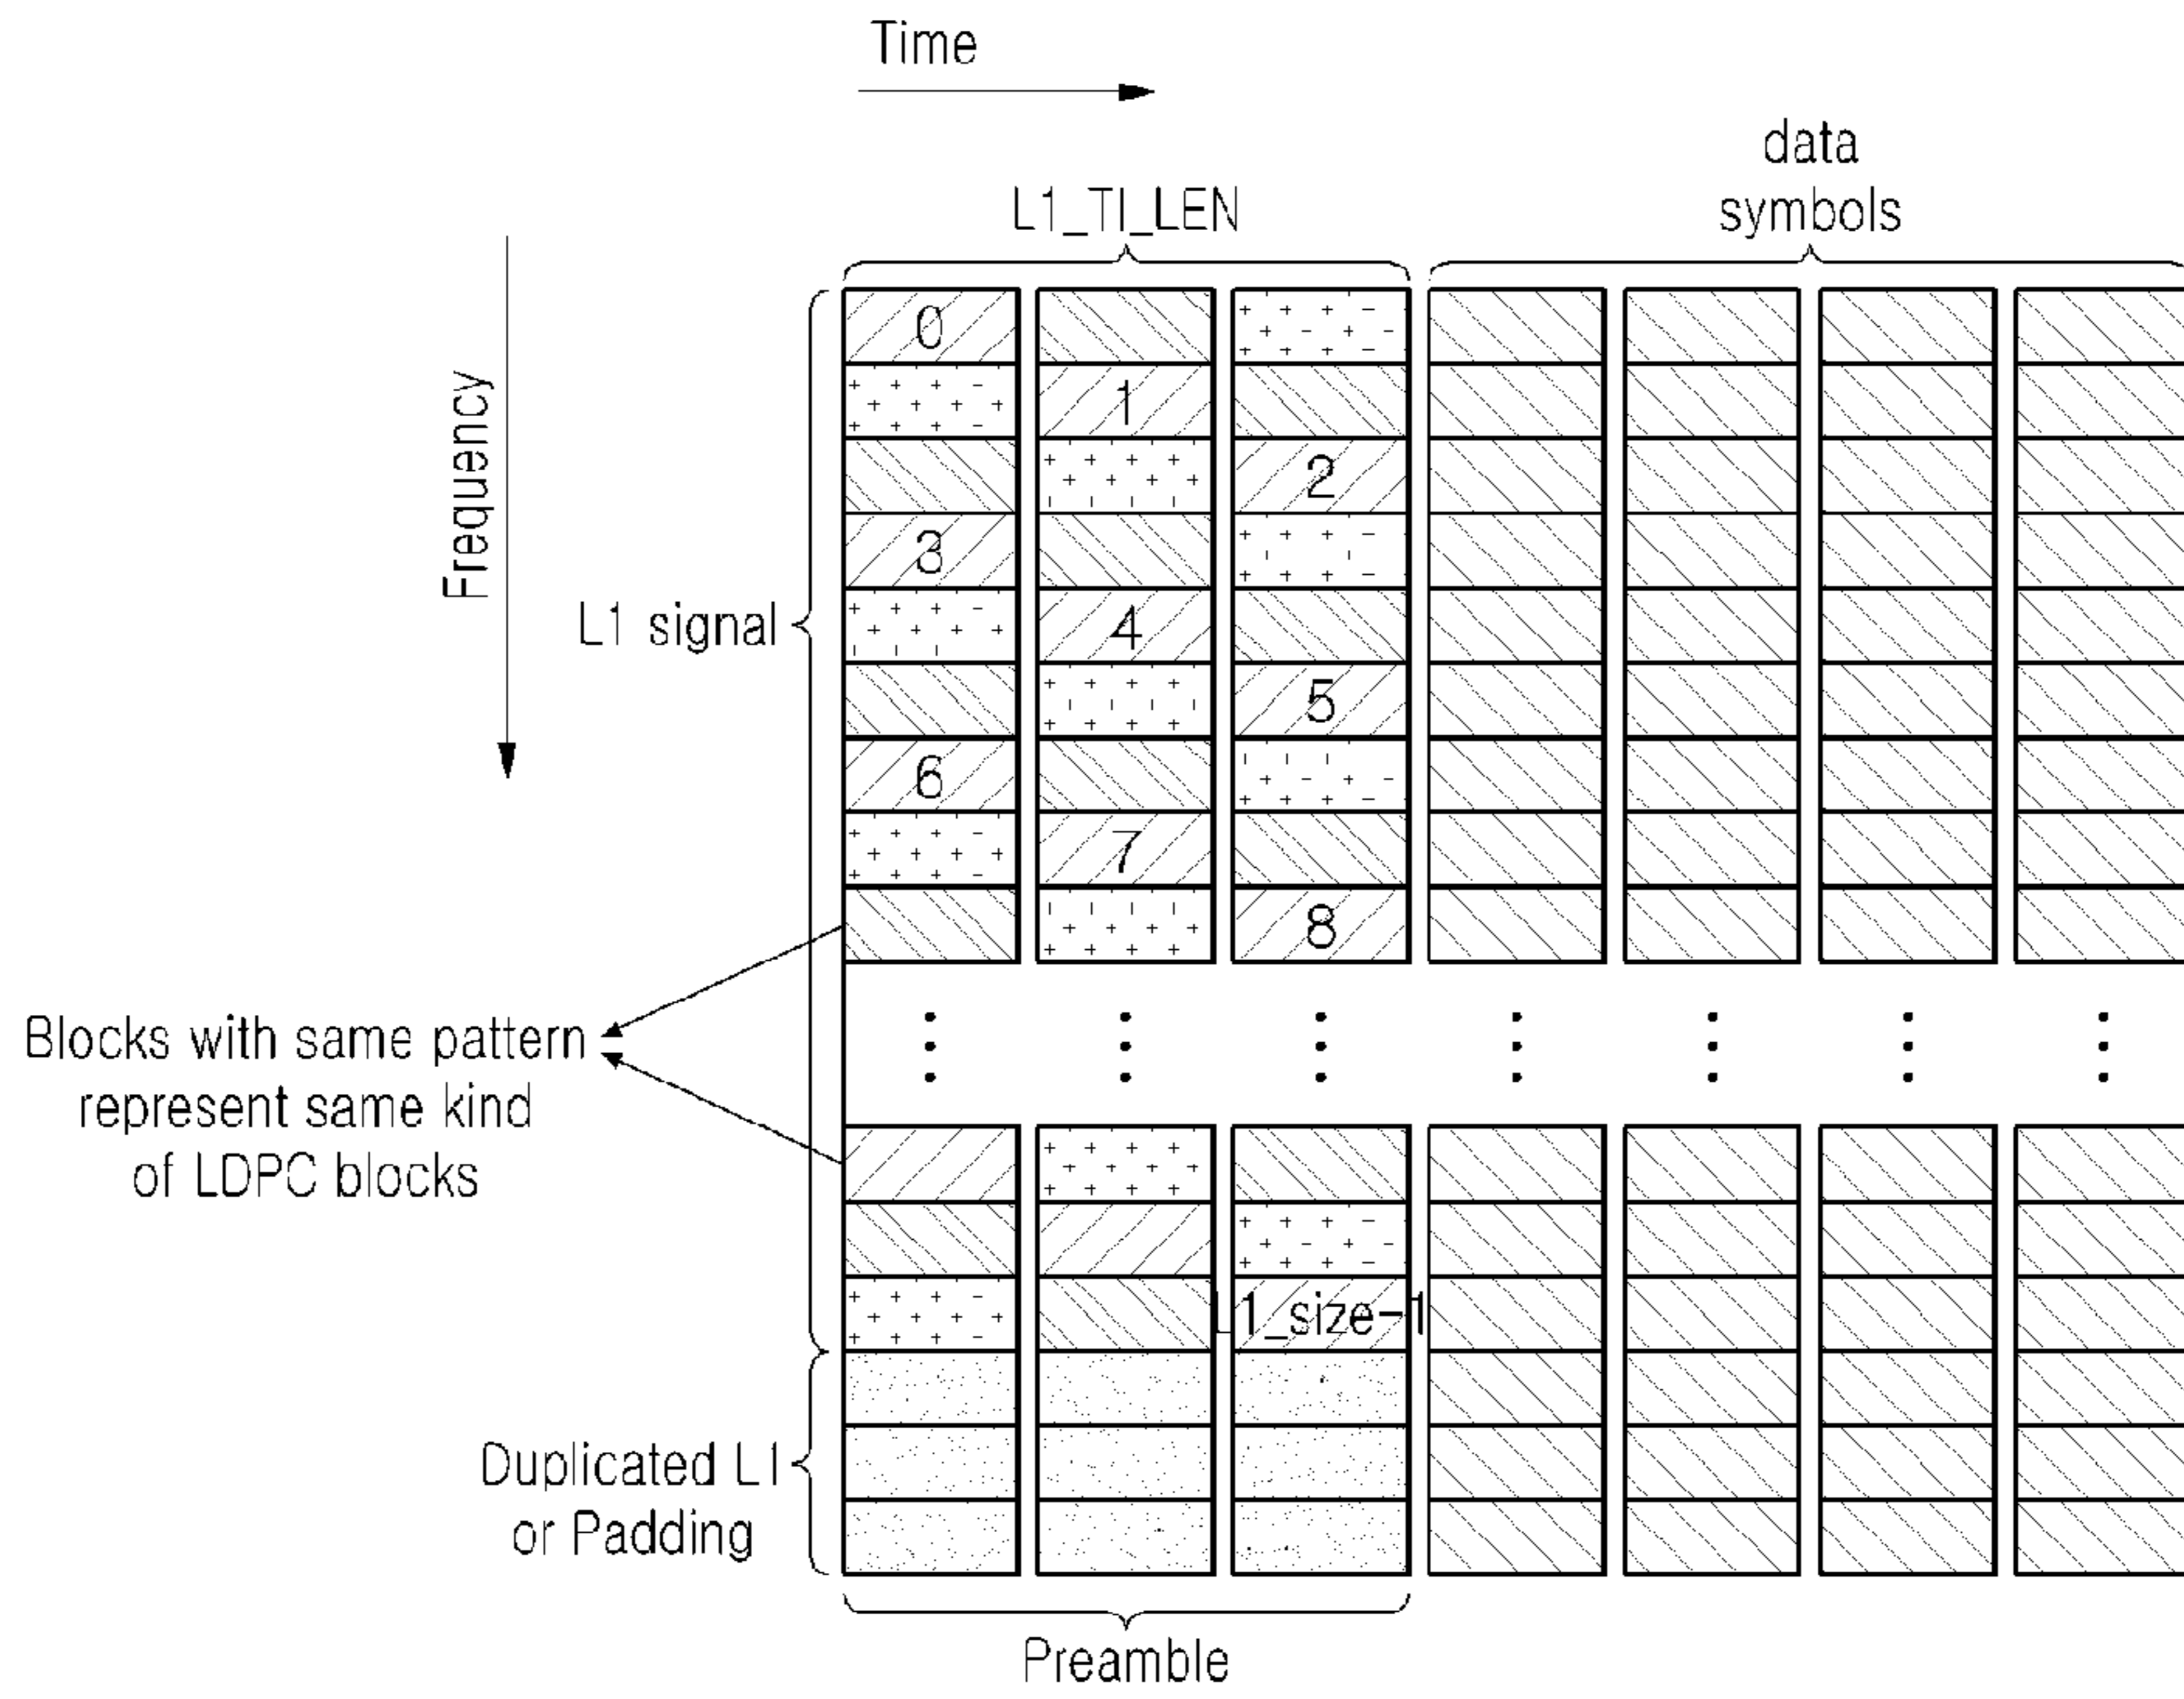 Time
data
symbols
L1_TI_LEN
Frequency
0
1
2
3
4
5
6
7
8
L1 signal
Blocks with same pattern
represent same kind
of LDPC blocks
L1_size-1
Duplicated L1
or Padding
Preamble